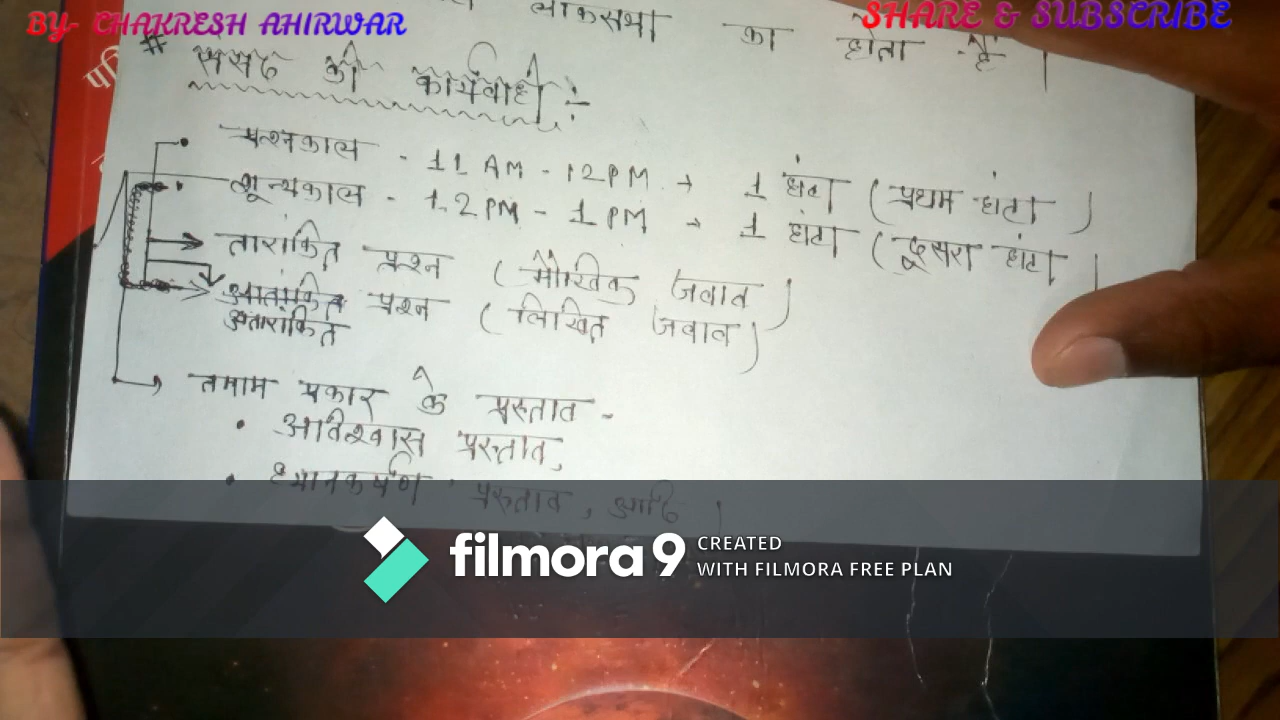 BY- CHAKRESH AHIRWAR
SHARE & SUBSCRIBE
लोकसभा का होता है।
# संसद की कार्यवाही :-
• प्रश्नकाल - 11 AM - 12 PM → 1 घंटा (प्रथम घंटा)
• शून्यकाल - 12 PM - 1 PM → 1 घंटा (दूसरा घंटा
→ तारांकित प्रश्न (मौखिक जवाब)
→ प्रश्न (लिखित जवाब)
अतारांकित
→ तमाम प्रकार के प्रस्ताव -
• अविश्वास प्रस्ताव,
• ध्यानकर्षण प्रस्ताव, आदि।
filmora 9
CREATED
WITH FILMORA FREE PLAN